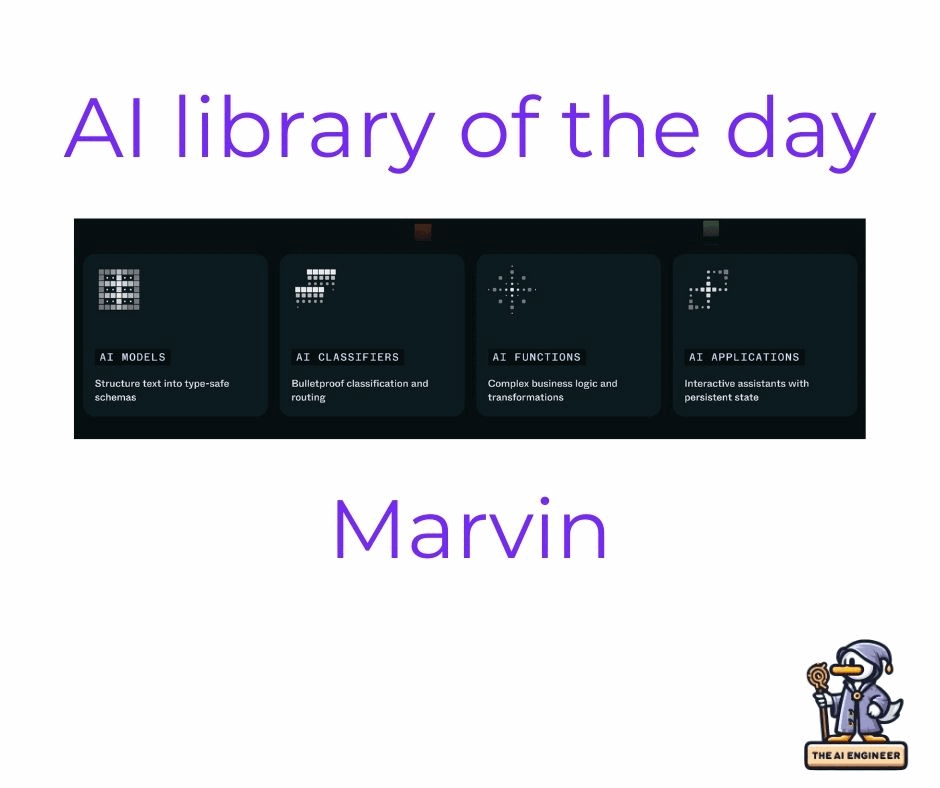 AI library of the day
AI MODELS
Structure text into type-safe
schemas
AI CLASSIFIERS
Bulletproof classification and
routing
AI FUNCTIONS
Complex business logic and
transformations
AI APPLICATIONS
Interactive assistants with
persistent state
Marvin
THE AI ENGINEER